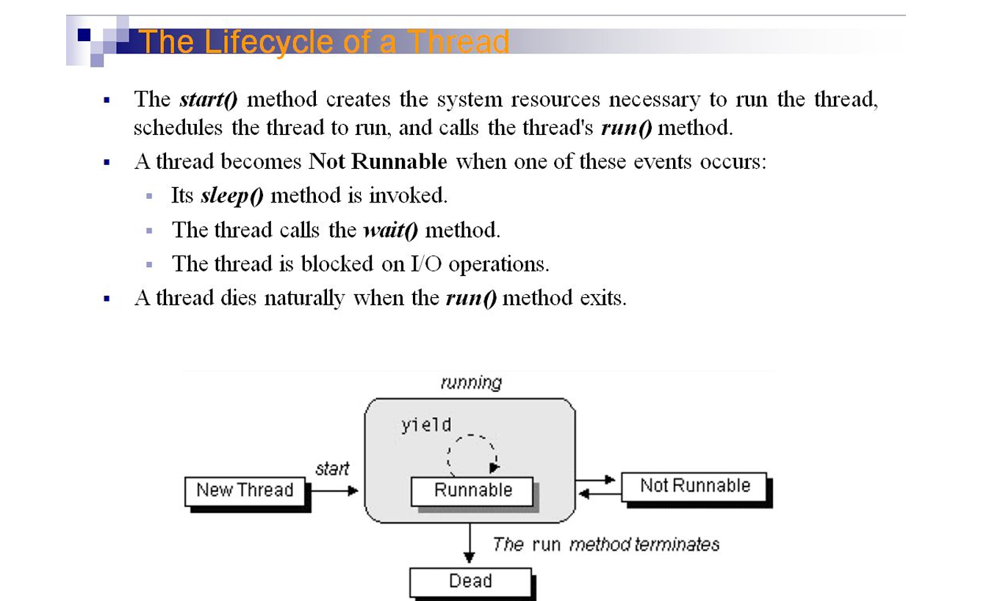 The Lifecycle of a Thread
The start() method creates the system resources necessary to run the thread,
schedules the thread to run, and calls the thread's run() method.
A thread becomes Not Runnable when one of these events occurs:
Its sleep() method is invoked.
The thread calls the wait() method.
The thread is blocked on I/O operations.
A thread dies naturally when the run() method exits.
running
yield
start
New Thread
Runnable
Not Runnable
The run method terminates
Dead